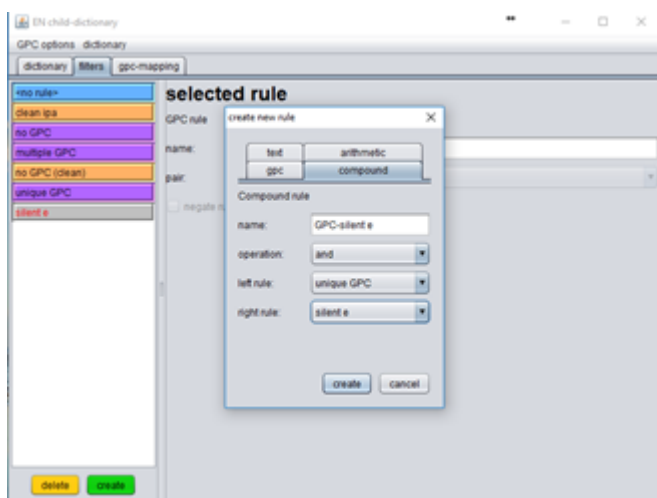 EN child-dictionary
GPC options dictionary
dictionary filters gpc-mapping
<no rule>
clean ipa
no GPC
multiple GPC
no GPC (clean)
unique GPC
silent e
delete create
selected rule
GPC rule
name:
pair:
negate
create new rule
text arithmetic
gpc compound
Compound rule
name: GPC-silent e
operation: and
left rule: unique GPC
right rule: silent e
create cancel